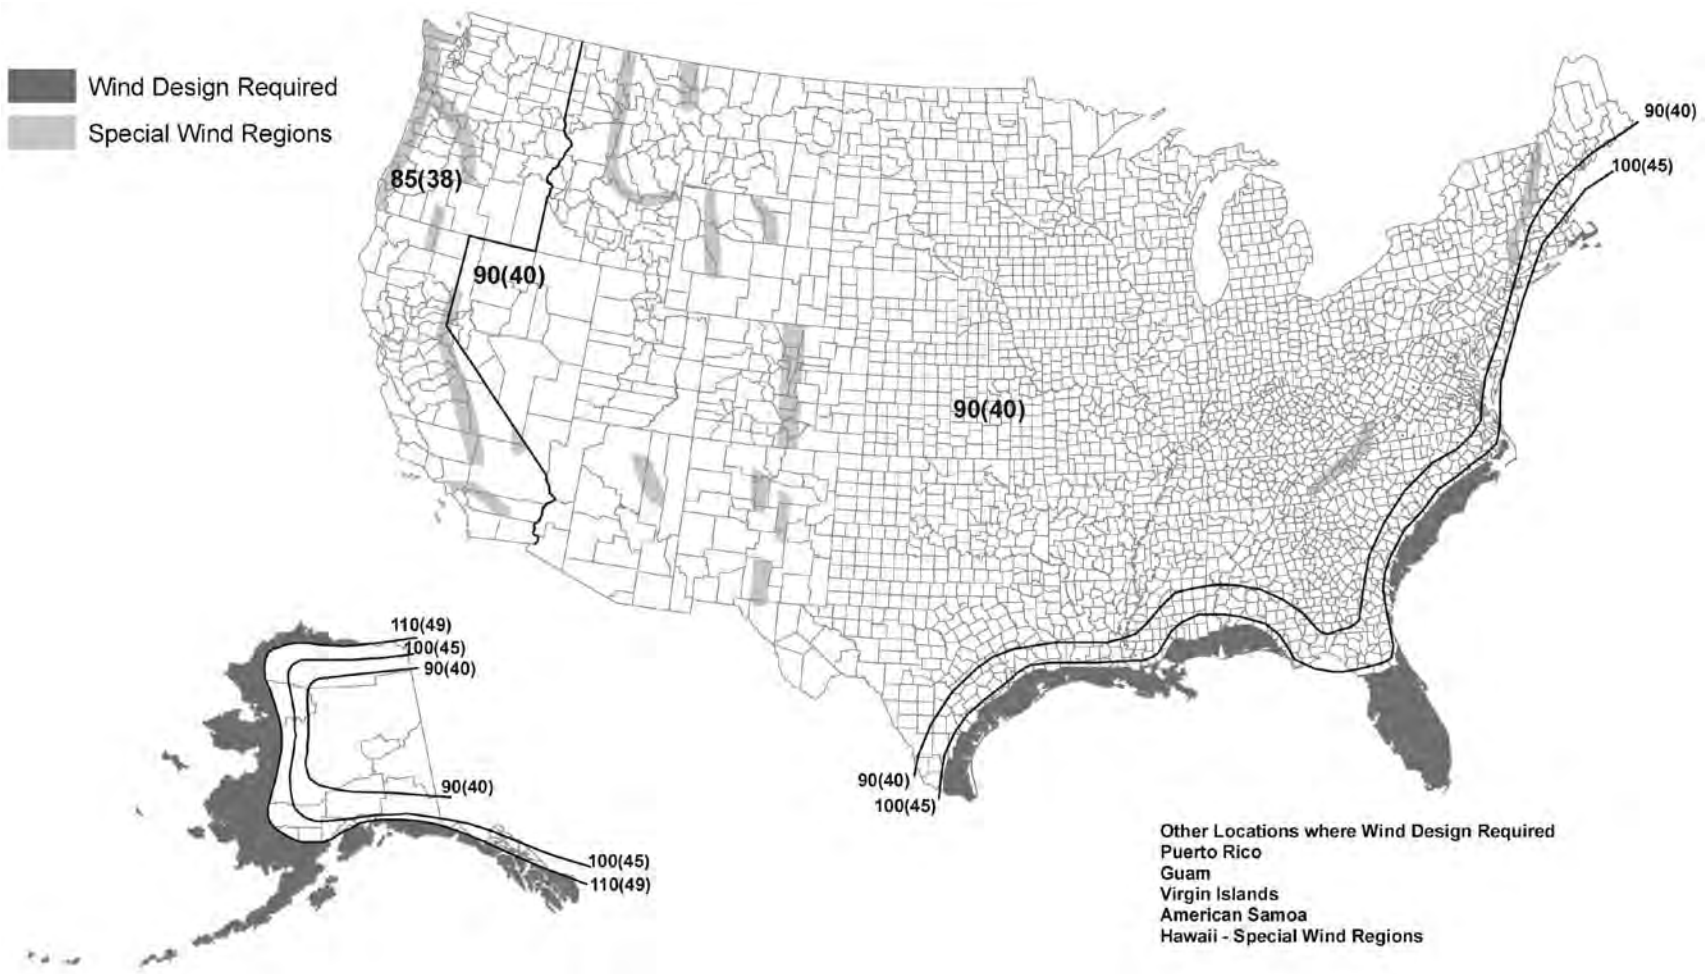 Wind Design Required
Special Wind Regions
90(40)
100(45)
85(38)
90(40)
90(40)
110(49)
100(45)
90(40)
90(40)
100(45)
110(49)
90(40)
100(45)
Other Locations where Wind Design Required
Puerto Rico
Guam
Virgin Islands
American Samoa
Hawaii - Special Wind Regions